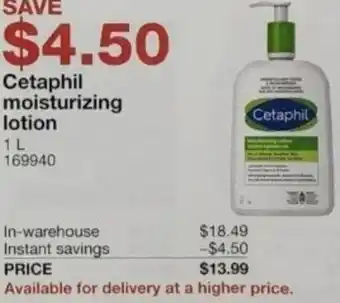 SAVE
$4.50
Cetaphil
moisturizing
lotion
1 L
169940
Cetaphil
In-warehouse $18.49
Instant savings –$4.50
PRICE $13.99
Available for delivery at a higher price.